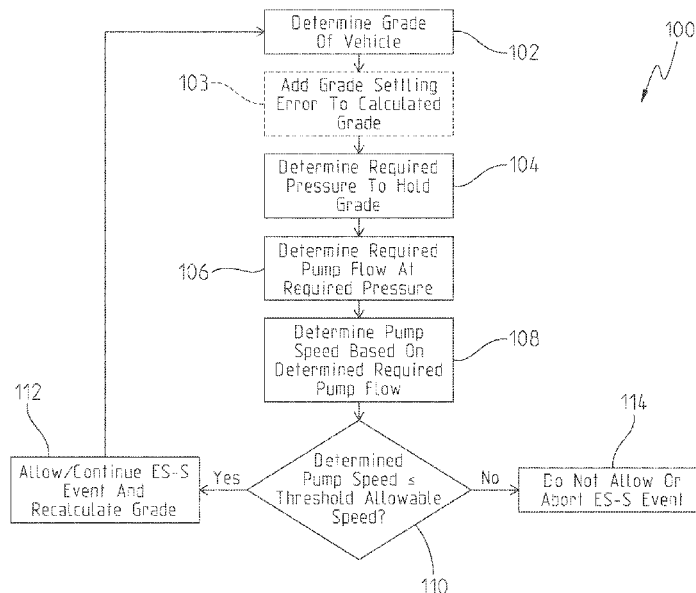 Determine Grade
Of Vehicle
102
100
103
Add Grade Settling
Error To Calculated
Grade
Determine Required
Pressure To Hold
Grade
104
Determine Required
Pump Flow At
Required Pressure
106
Determine Pump
Speed Based On
Determined Required
Pump Flow
108
112
Allow/Continue ES-S
Event And
Recalculate Grade
Yes
Determined
Pump Speed ≤
Threshold Allowable
Speed?
110
No
114
Do Not Allow Or
Abort ES-S Event